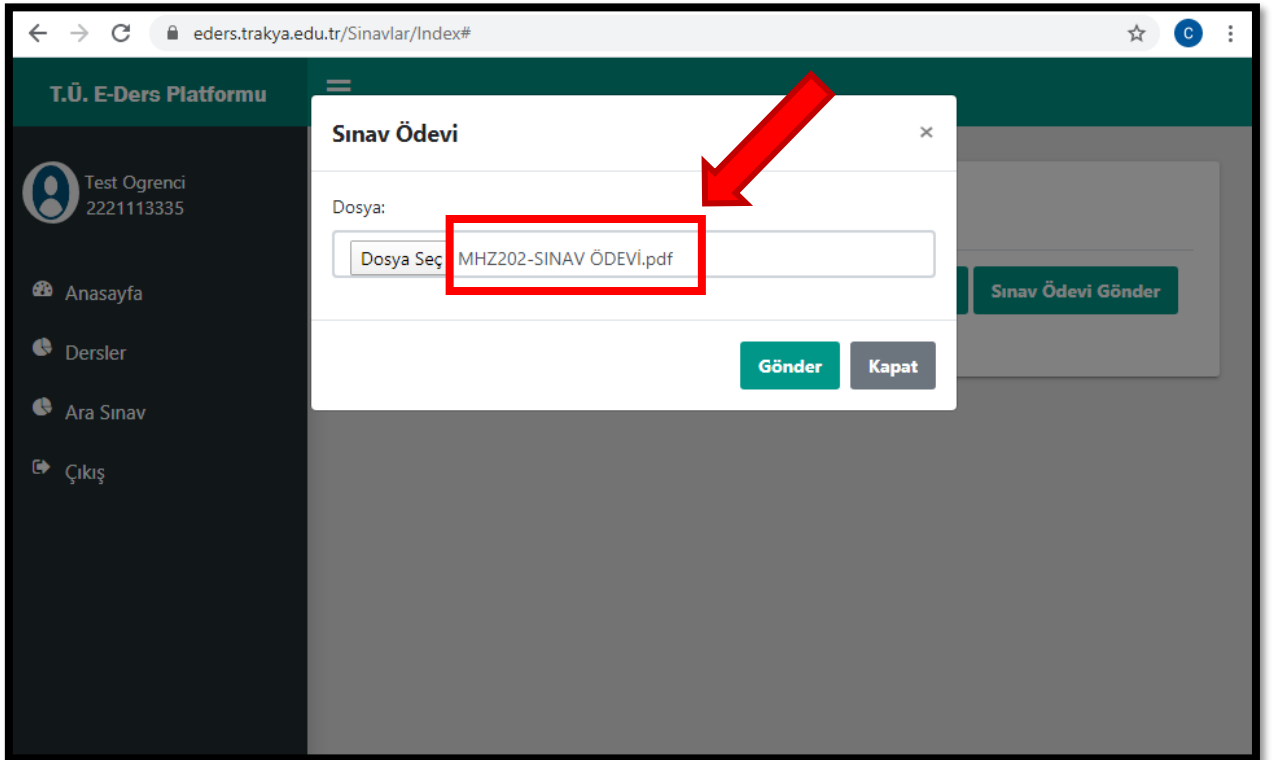 eders.trakya.edu.tr/Sinavlar/Index#
C
T.Ü. E-Ders Platformu
Test Ogrenci
2221113335
Anasayfa
Dersler
Ara Sınav
Çıkış
Sınav Ödevi
×
Dosya:
Dosya Seç MHZ202-SINAV ÖDEVİ.pdf
Gönder Kapat
Sınav Ödevi Gönder